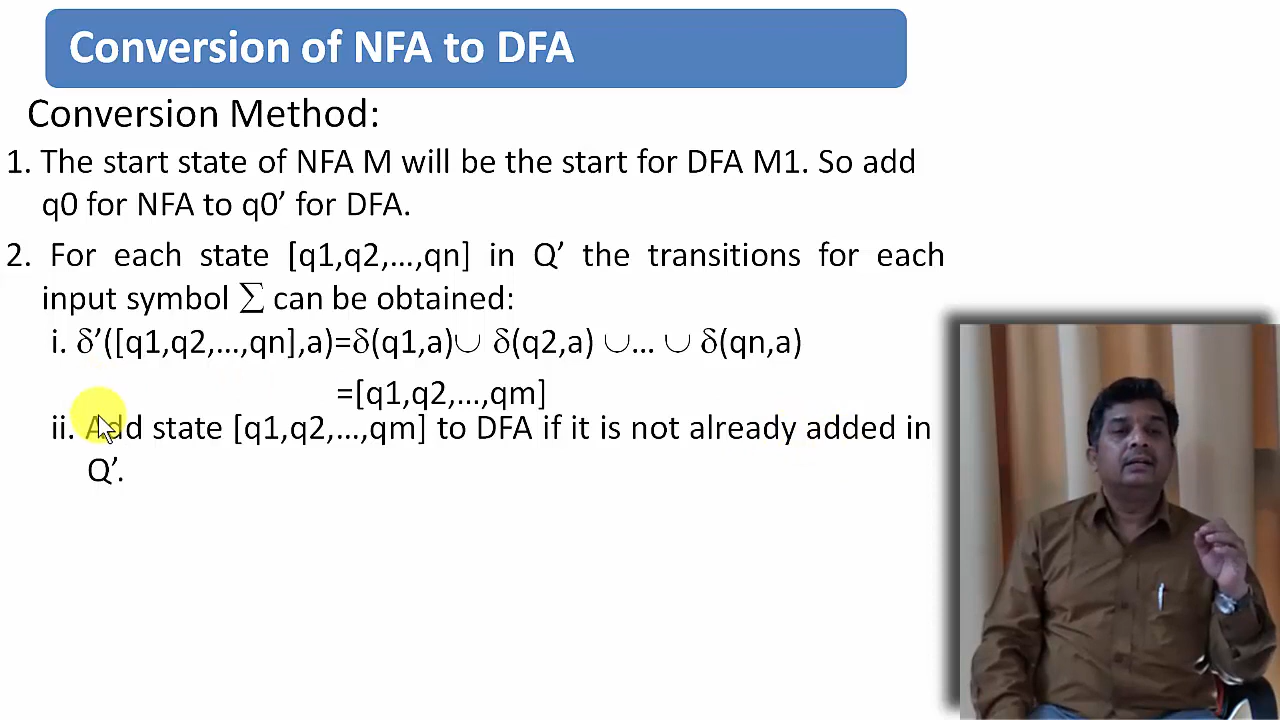 Conversion of NFA to DFA
Conversion Method:
1. The start state of NFA M will be the start for DFA M1. So add
q0 for NFA to q0’ for DFA.
2. For each state [q1,q2,…,qn] in Q’ the transitions for each
input symbol ∑ can be obtained:
i. δ’([q1,q2,…,qn],a)=δ(q1,a)∪ δ(q2,a) ∪… ∪ δ(qn,a)
=[q1,q2,…,qm]
ii. Add state [q1,q2,…,qm] to DFA if it is not already added in
Q’.